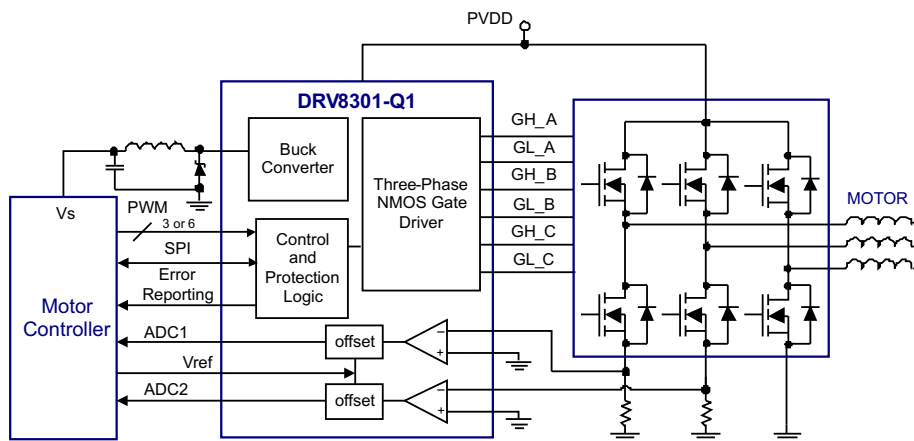 PVDD
DRV8301-Q1
Buck
Converter
Three-Phase
NMOS Gate
Driver
GH_A
GL_A
GH_B
GL_B
GH_C
GL_C
MOTOR
Vs
PWM
3 or 6
SPI
Error
Reporting
Control
and
Protection
Logic
Motor
Controller
ADC1
Vref
ADC2
offset
offset
−
+
−
+